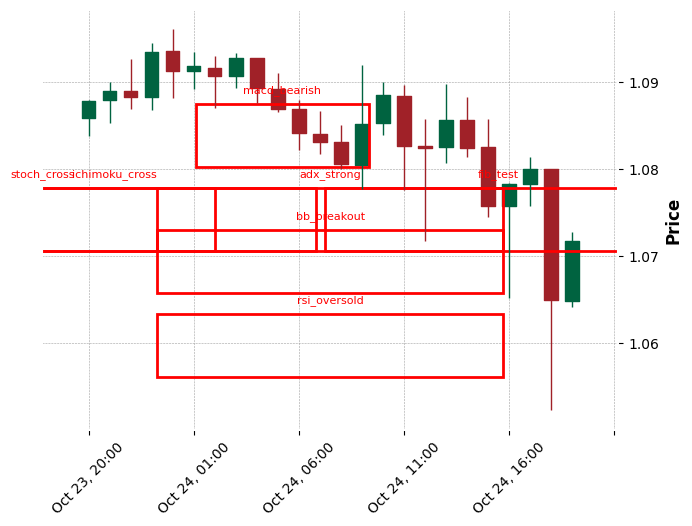 macd_bearish
1.09
stoch_cross
ichimoku_cross
adx_strong
1.08
bb_breakout
1.07
rsi_oversold
1.06
Price
Oct 23, 20:00
Oct 24, 01:00
Oct 24, 06:00
Oct 24, 11:00
Oct 24, 16:00